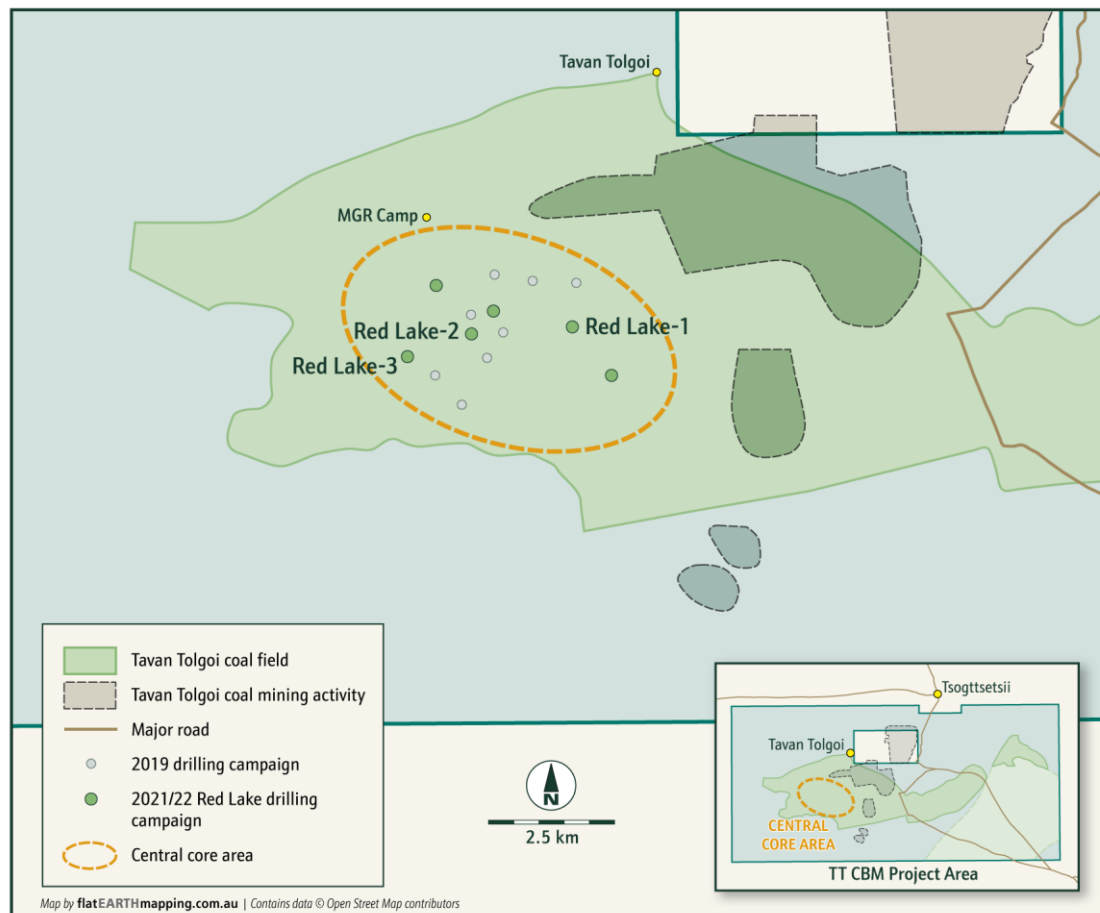 Tavan Tolgoi
MGR Camp
Red Lake-1
Red Lake-2
Red Lake-3
Tavan Tolgoi coal field
Tavan Tolgoi coal mining activity
Major road
2019 drilling campaign
2021/22 Red Lake drilling
campaign
Central core area
N
2.5 km
Tsogttsetsii
Tavan Tolgoi
CENTRAL
CORE AREA
TT CBM Project Area
Map by flatEARTHmapping.com.au | Contains data © Open Street Map contributors